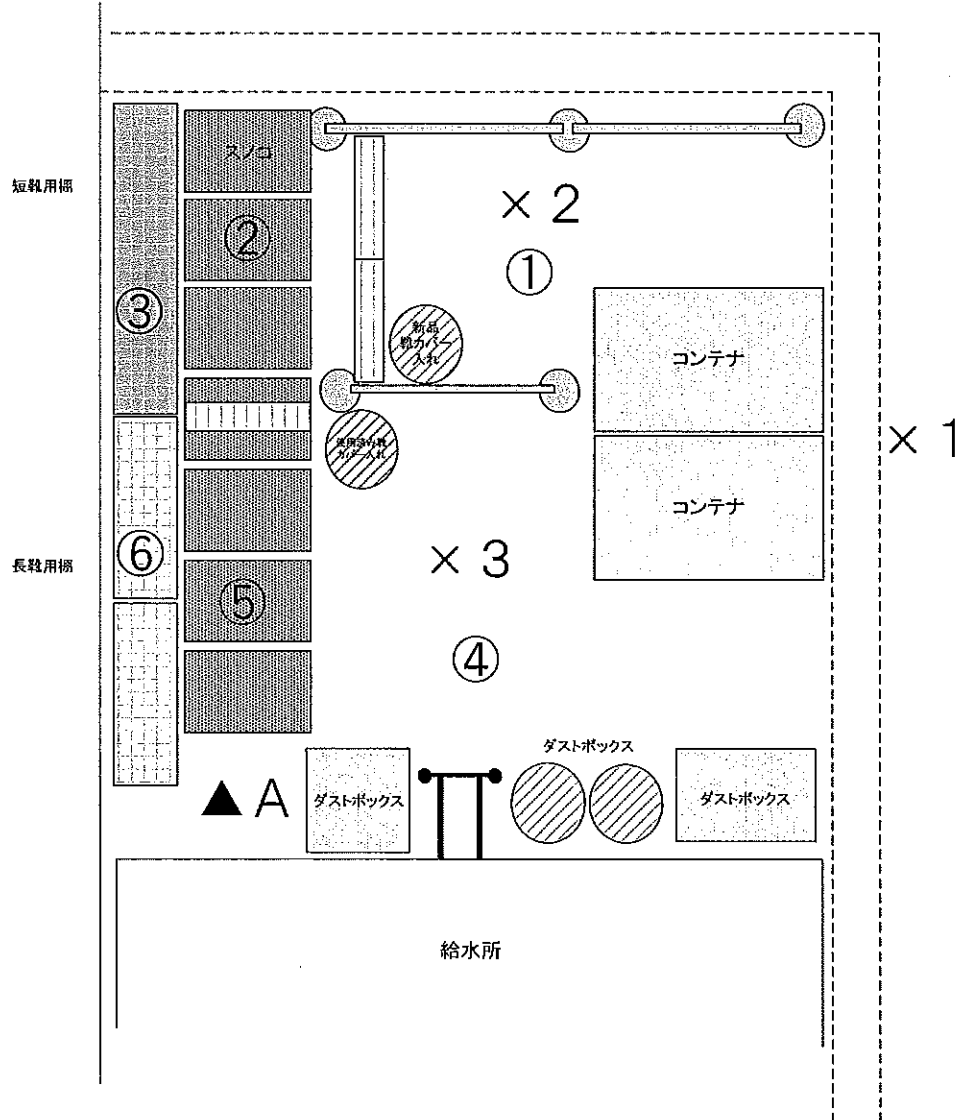 スノコ
短靴用棚
×2
②
①
③
新品
靴カバー
入れ
コンテナ
×1
使用済み靴
カバー入れ
コンテナ
×3
長靴用棚
⑥
⑤
④
ダストボックス
▲A
ダストボックス
ダストボックス
給水所